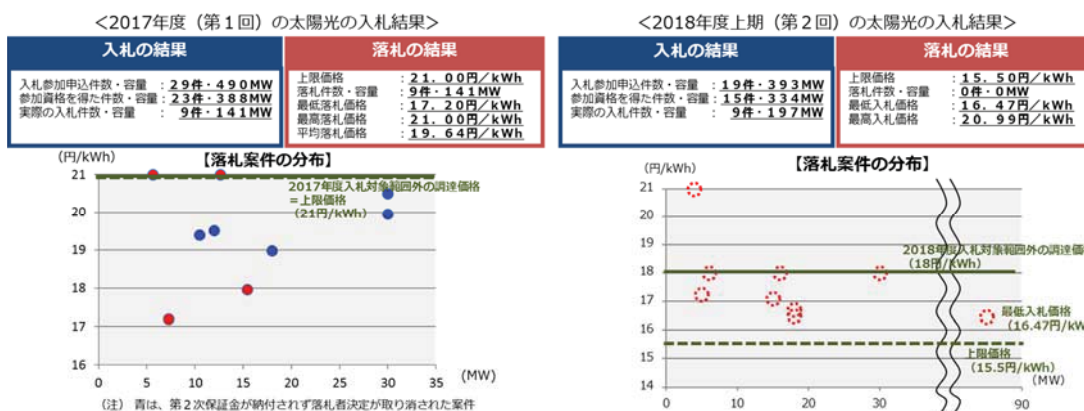 ＜2017年度（第1回）の太陽光の入札結果＞
入札の結果
落札の結果
入札参加申込件数・容量 : 29件・490MW
参加資格を得た件数・容量 : 23件・388MW
実際の入札件数・容量 : 9件・141MW
上限価格 : 21．00円／kWh
落札件数・容量 : 9件・141MW
最低落札価格 : 17．20円／kWh
最高落札価格 : 21．00円／kWh
平均落札価格 : 19．64円／kWh
(円/kWh)
【落札案件の分布】
21
20
19
18
17
16
2017年度入札対象範囲外の調達価格
＝上限価格
（21円/kWh）
0 5 10 15 20 25 30 35
(MW)
（注） 青は、第２次保証金が納付されず落札者決定が取り消された案件
＜2018年度上期（第２回）の太陽光の入札結果＞
入札の結果
落札の結果
入札参加申込件数・容量 : 19件・393MW
参加資格を得た件数・容量 : 15件・334MW
実際の入札件数・容量 : 9件・197MW
上限価格 : 15．50円／kWh
落札件数・容量 : 0件・0MW
最低入札価格 : 16．47円／kWh
最高入札価格 : 20．99円／kWh
(円/kWh)
【落札案件の分布】
21
20
19
18
17
16
15
14
2018年度入札対象範囲外の調達価
（18円/kWh）
最低入札価格
（16.47円/kW
上限価格
（15.5円/kWh）
0 10 20 30 90
(MW)